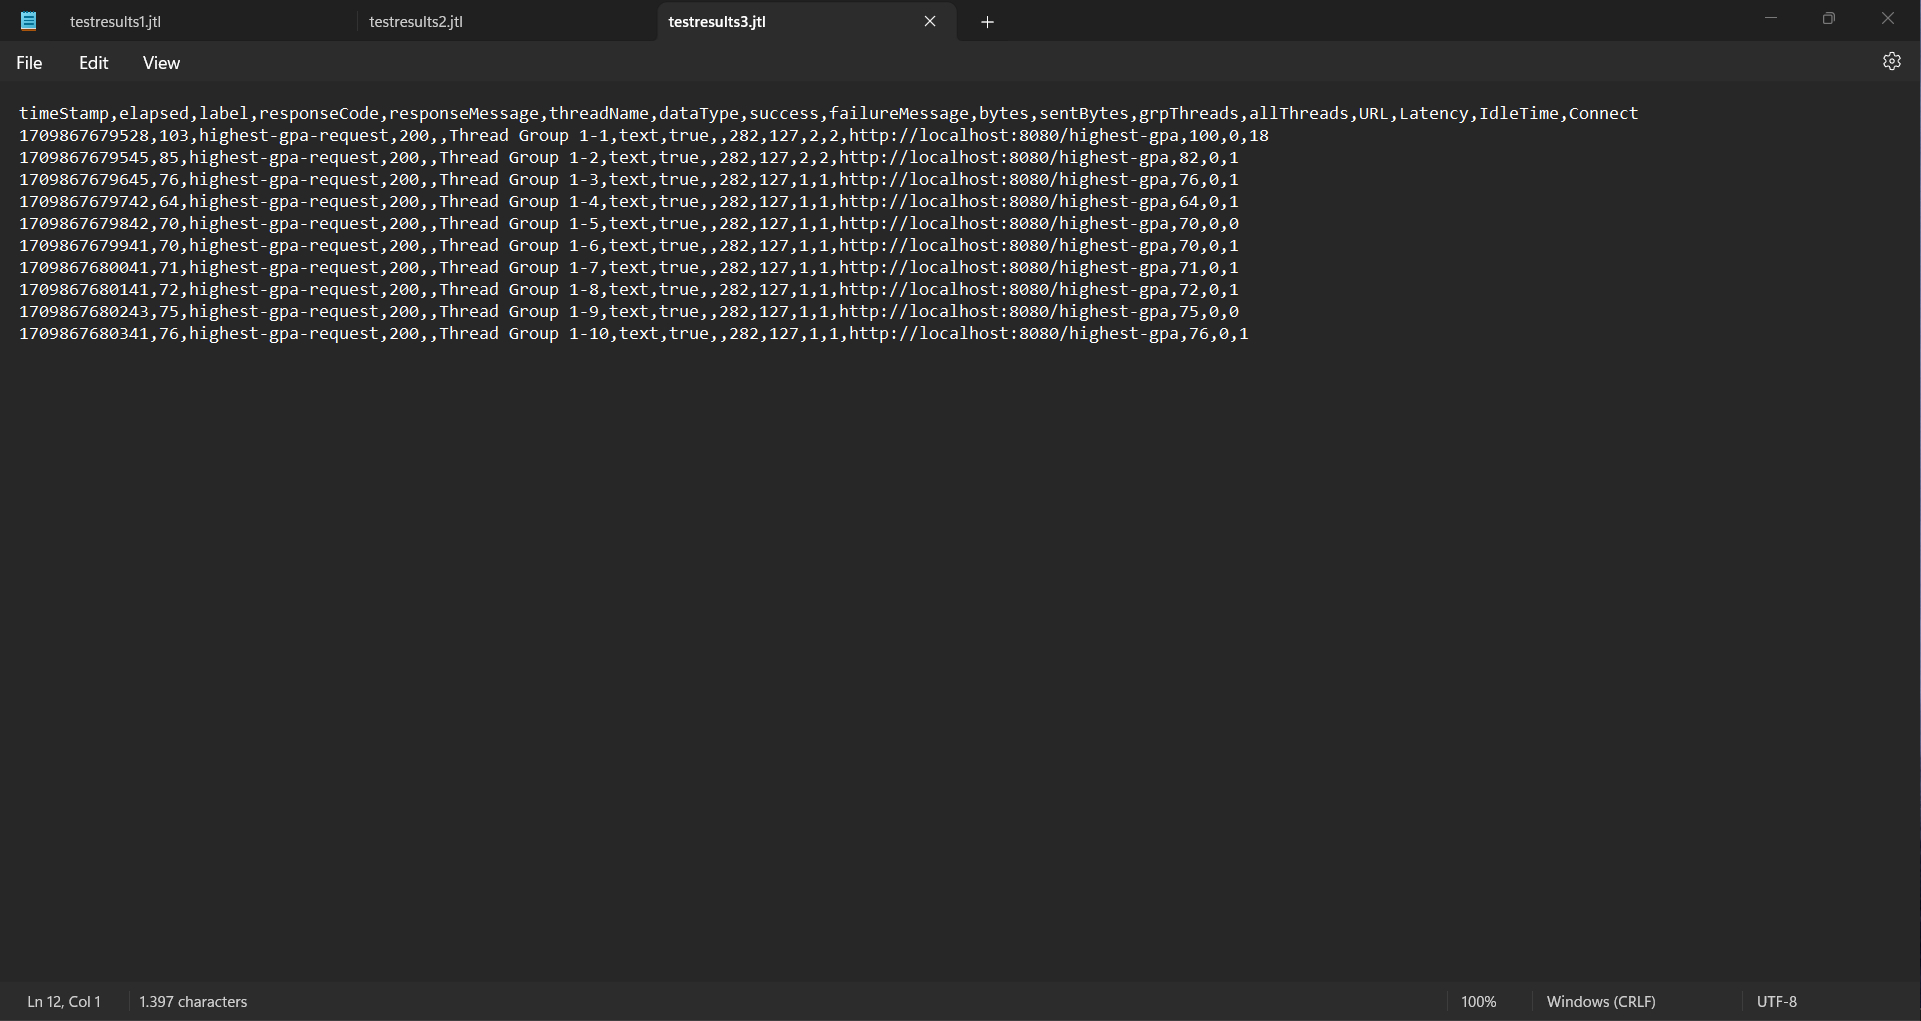 testresults1.jtl
testresults2.jtl
testresults3.jtl
File
Edit
View
timeStamp,elapsed,label,responseCode,responseMessage,threadName,dataType,success,failureMessage,bytes,sentBytes,grpThreads,allThreads,URL,Latency,IdleTime,Connect
1709867679528,103,highest-gpa-request,200,,Thread Group 1-1,text,true,,282,127,2,2,http://localhost:8080/highest-gpa,100,0,18
1709867679545,85,highest-gpa-request,200,,Thread Group 1-2,text,true,,282,127,2,2,http://localhost:8080/highest-gpa,82,0,1
1709867679645,76,highest-gpa-request,200,,Thread Group 1-3,text,true,,282,127,1,1,http://localhost:8080/highest-gpa,76,0,1
1709867679742,64,highest-gpa-request,200,,Thread Group 1-4,text,true,,282,127,1,1,http://localhost:8080/highest-gpa,64,0,1
1709867679842,70,highest-gpa-request,200,,Thread Group 1-5,text,true,,282,127,1,1,http://localhost:8080/highest-gpa,70,0,0
1709867679941,70,highest-gpa-request,200,,Thread Group 1-6,text,true,,282,127,1,1,http://localhost:8080/highest-gpa,70,0,1
1709867680041,71,highest-gpa-request,200,,Thread Group 1-7,text,true,,282,127,1,1,http://localhost:8080/highest-gpa,71,0,1
1709867680141,72,highest-gpa-request,200,,Thread Group 1-8,text,true,,282,127,1,1,http://localhost:8080/highest-gpa,72,0,1
1709867680243,75,highest-gpa-request,200,,Thread Group 1-9,text,true,,282,127,1,1,http://localhost:8080/highest-gpa,75,0,0
1709867680341,76,highest-gpa-request,200,,Thread Group 1-10,text,true,,282,127,1,1,http://localhost:8080/highest-gpa,76,0,1
Ln 12, Col 1
1.397 characters
100%
Windows (CRLF)
UTF-8